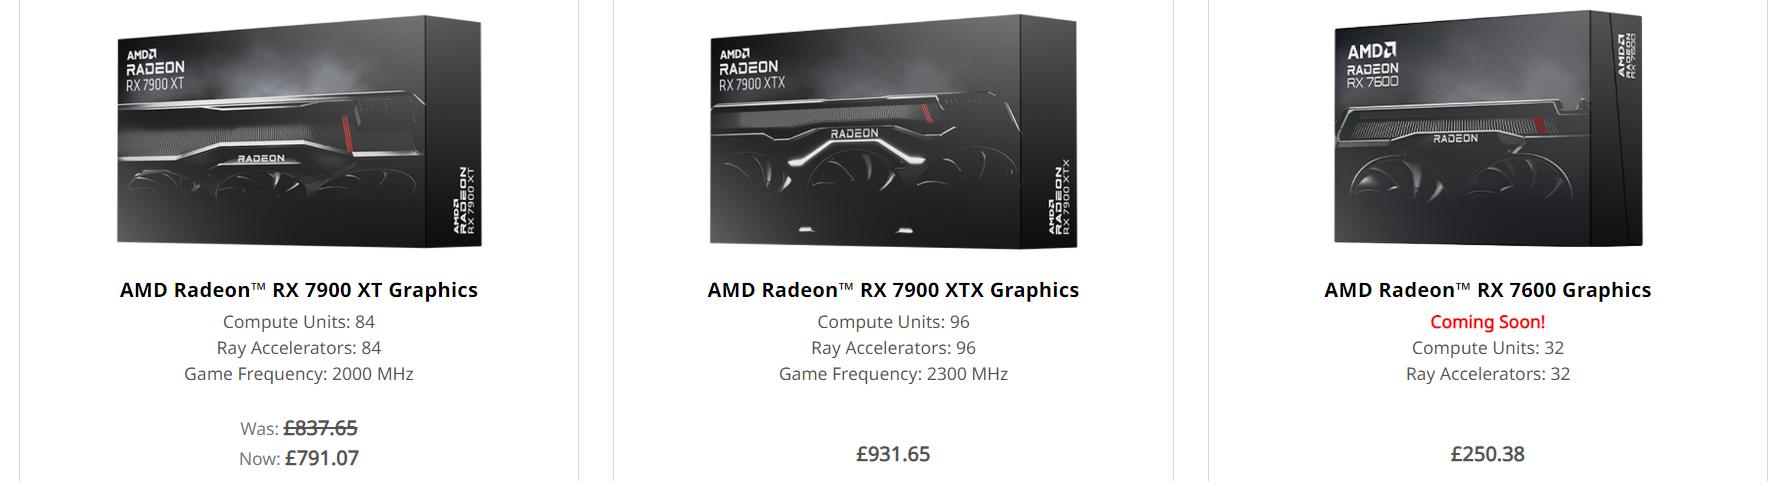 AMD
RADEON
RX 7900 XT
RADEON
AMD
RADEON
RX 7900 XT
AMD Radeon™ RX 7900 XT Graphics
Compute Units: 84
Ray Accelerators: 84
Game Frequency: 2000 MHz
Was: £837.65
Now: £791.07
AMD
RADEON
RX 7900 XTX
RADEON
AMD
RADEON
RX 7900 XTX
AMD Radeon™ RX 7900 XTX Graphics
Compute Units: 96
Ray Accelerators: 96
Game Frequency: 2300 MHz
£931.65
AMD
RADEON
RX 7600
RADEON
AMD
RADEON
RX 7600
AMD Radeon™ RX 7600 Graphics
Coming Soon!
Compute Units: 32
Ray Accelerators: 32
£250.38